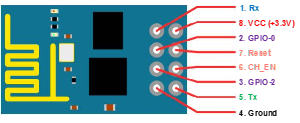 1. Rx
8. VCC (+3.3V)
2. GPIO-0
7. Reset
6. CH_EN
3. GPIO-2
5. Tx
4. Ground